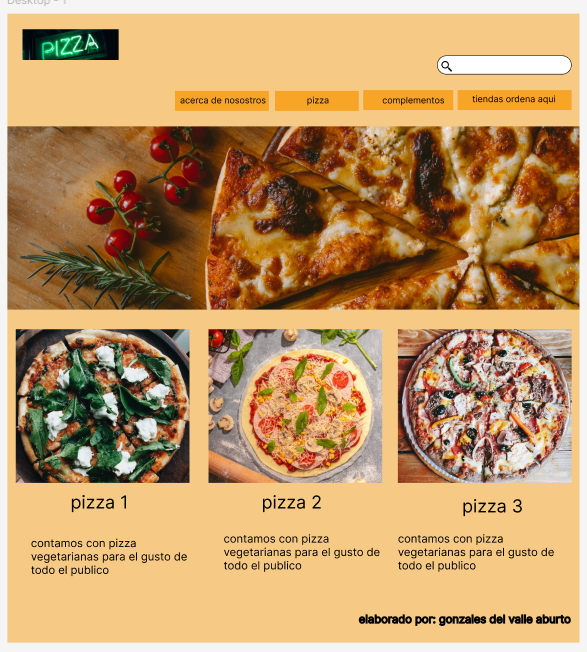 Desktop - 1
PIZZA
acerca de nosostros
pizza
complementos
tiendas ordena aqui
pizza 1
pizza 2
pizza 3
contamos con pizza
vegetarianas para el gusto de
todo el publico
contamos con pizza
vegetarianas para el gusto de
todo el publico
contamos con pizza
vegetarianas para el gusto de
todo el publico
elaborado por: gonzales del valle aburto